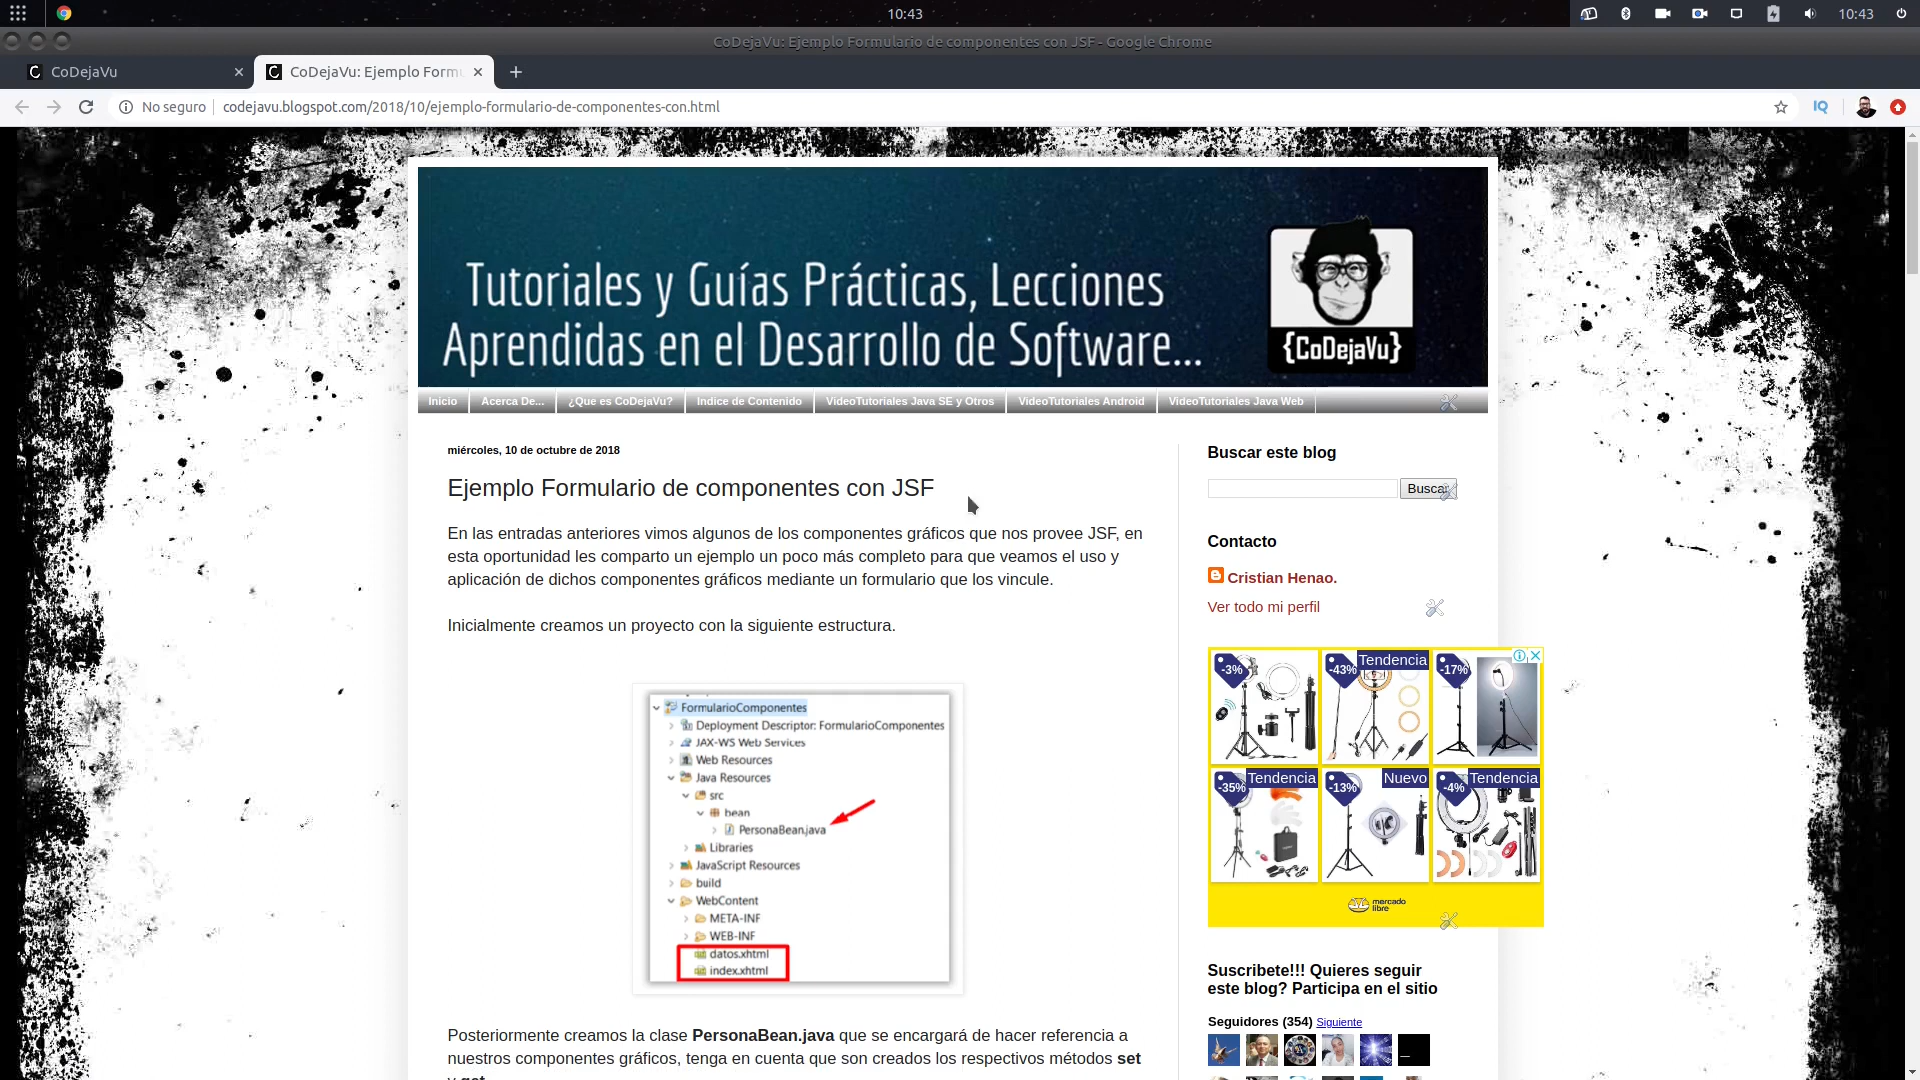 10:43
10:43
CoDejaVu: Ejemplo Formulario de componentes con JSF - Google Chrome
CoDejaVu
CoDejaVu: Ejemplo Form
No seguro
codejavu.blogspot.com/2018/10/ejemplo-formulario-de-componentes-con.html
IQ
Tutoriales y Guías Prácticas, Lecciones
Aprendidas en el Desarrollo de Software...
{CoDejaVu}
Inicio
Acerca De...
¿Que es CoDejaVu?
Indice de Contenido
VideoTutoriales Java SE y Otros
VideoTutoriales Android
VideoTutoriales Java Web
miércoles, 10 de octubre de 2018
Ejemplo Formulario de componentes con JSF
En las entradas anteriores vimos algunos de los componentes gráficos que nos provee JSF, en
esta oportunidad les comparto un ejemplo un poco más completo para que veamos el uso y
aplicación de dichos componentes gráficos mediante un formulario que los vincule.
Inicialmente creamos un proyecto con la siguiente estructura.
FormularioComponentes
Deployment Descriptor: FormularioComponentes
JAX-WS Web Services
Web Resources
Java Resources
src
bean
PersonaBean.java
Libraries
JavaScript Resources
build
WebContent
META-INF
WEB-INF
datos.xhtml
index.xhtml
Posteriormente creamos la clase PersonaBean.java que se encargará de hacer referencia a
nuestros componentes gráficos, tenga en cuenta que son creados los respectivos métodos set
y get
Buscar este blog
Buscar
Contacto
Cristian Henao.
Ver todo mi perfil
-3%
-43%
Tendencia
-17%
-35%
Tendencia
-13%
Nuevo
-4%
Tendencia
mercado
libre
Suscribete!!! Quieres seguir
este blog? Participa en el sitio
Seguidores (354) Siguiente